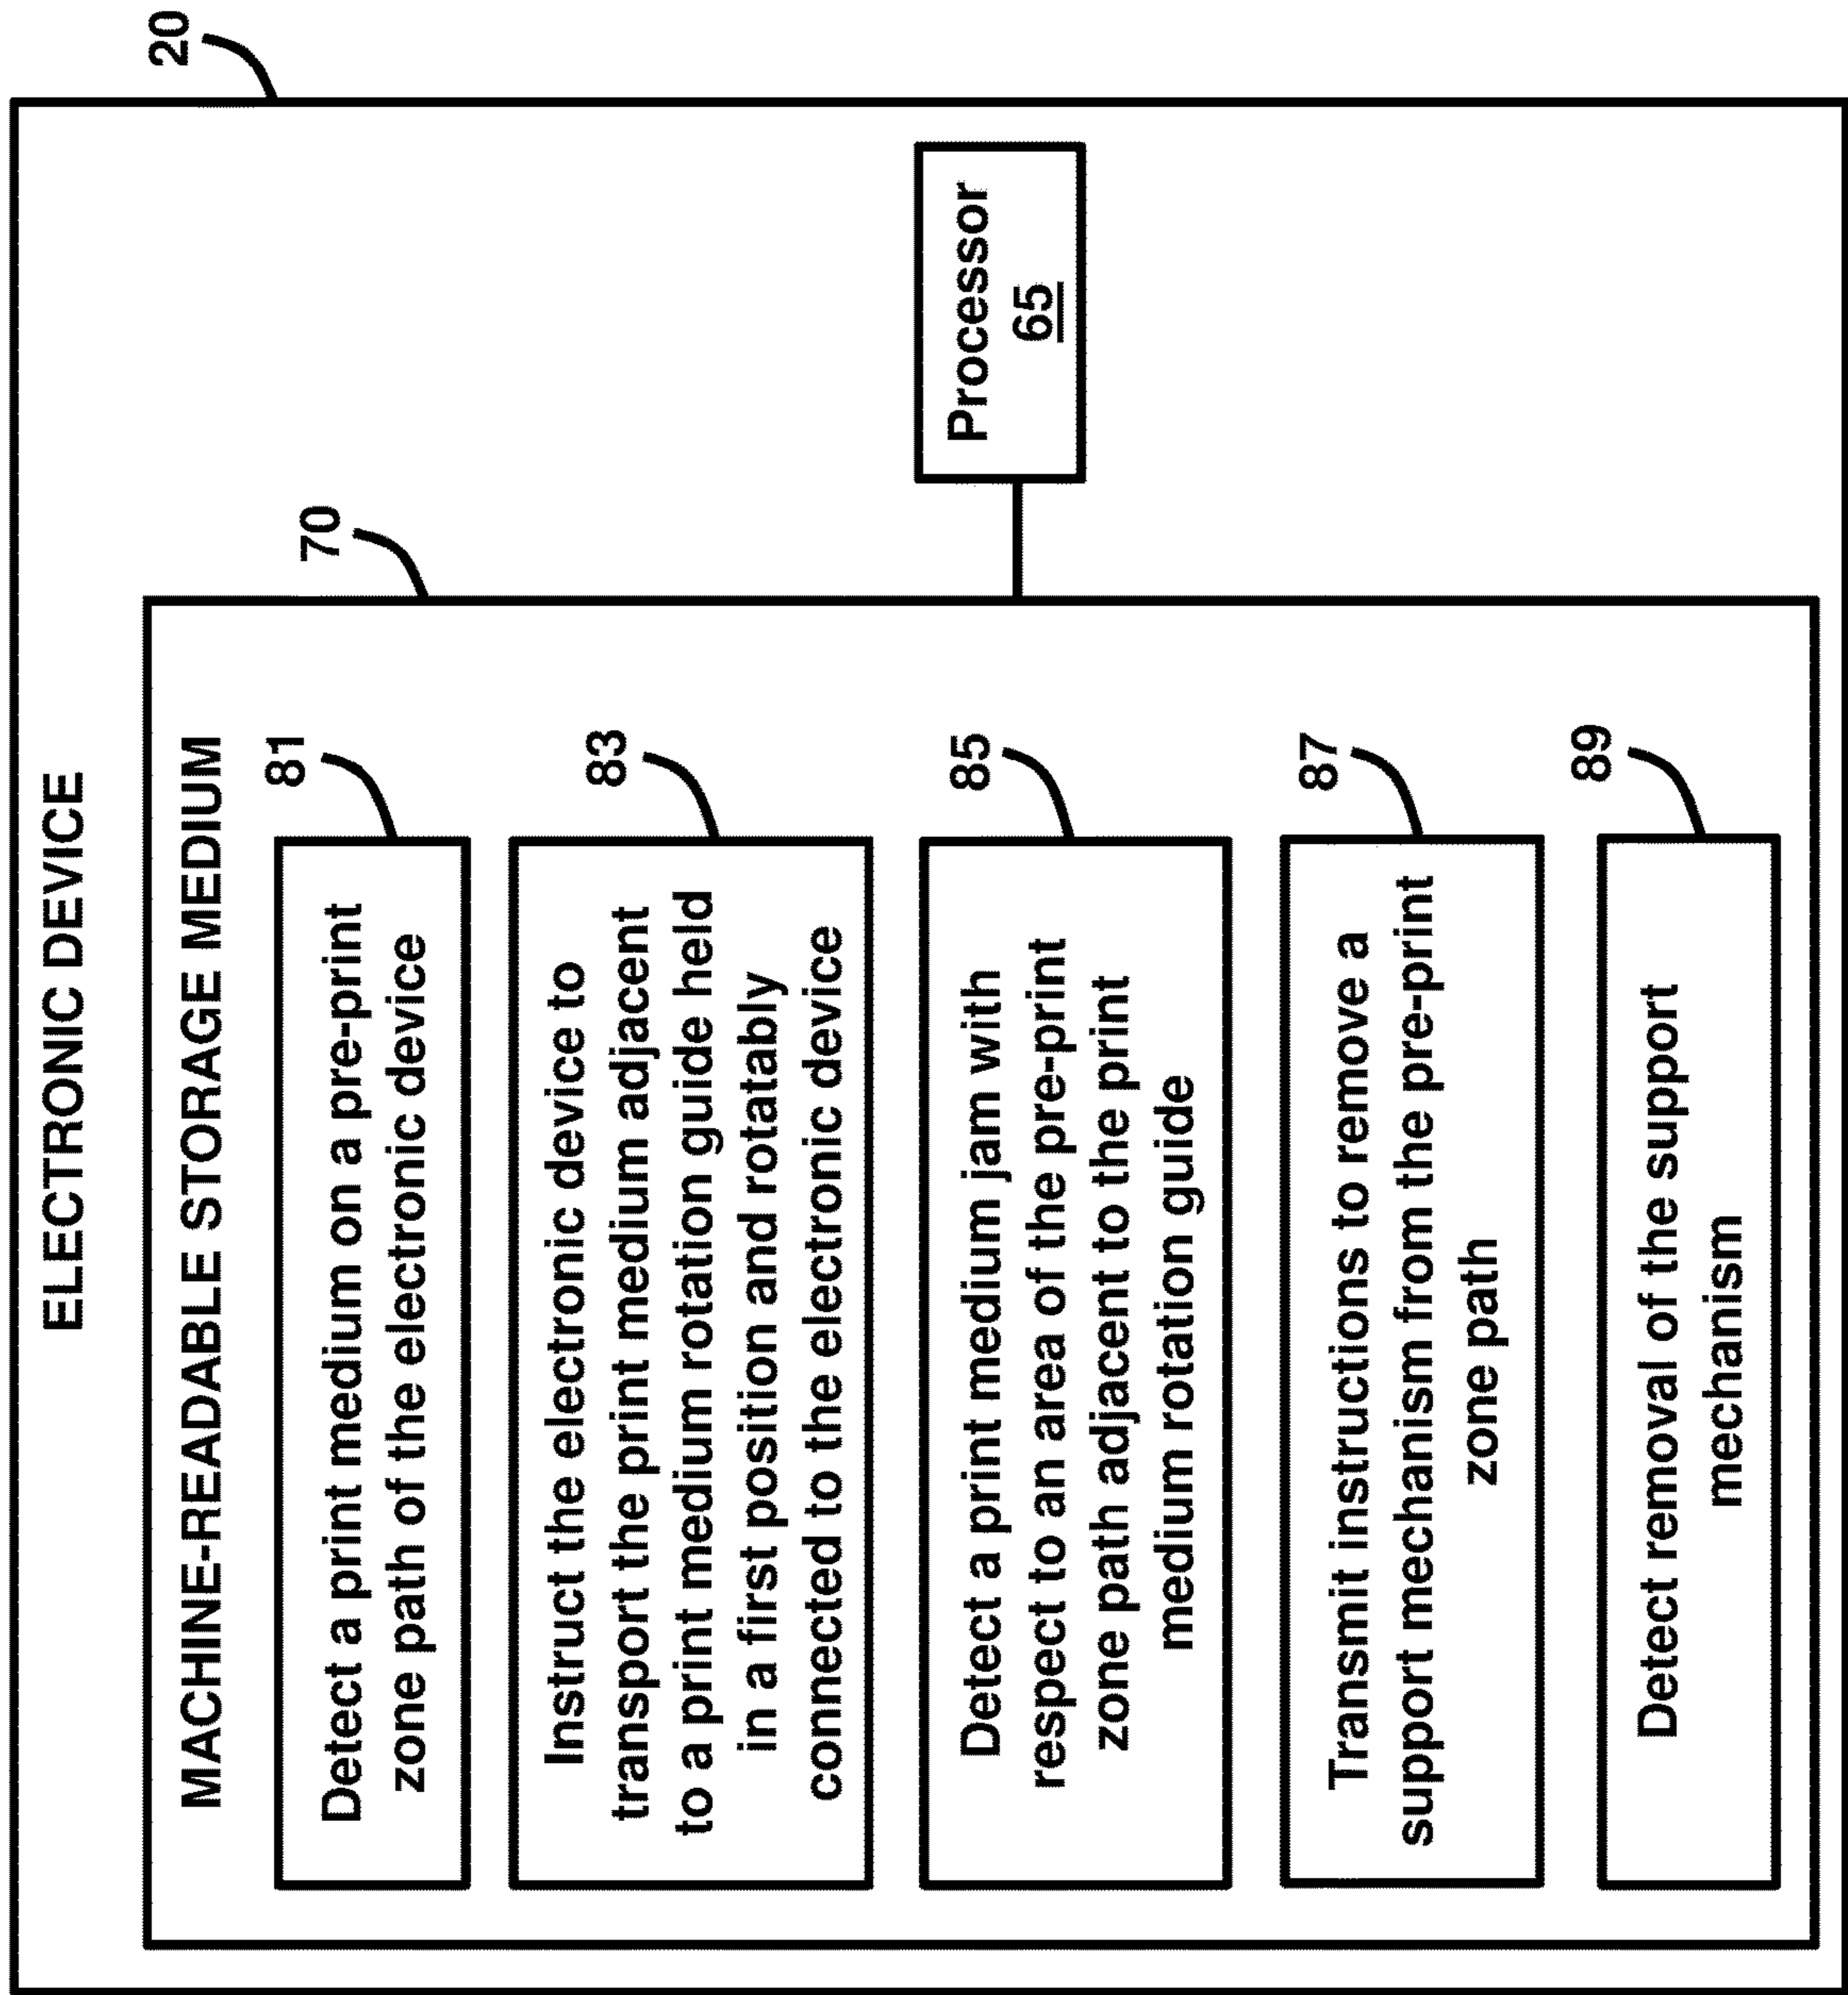 20
ELECTRONIC DEVICE
70
MACHINE-READABLE STORAGE MEDIUM
81
Detect a print medium on a pre-print
zone path of the electronic device
83
Instruct the electronic device to
transport the print medium adjacent
to a print medium rotation guide held
in a first position and rotatably
connected to the electronic device
85
Detect a print medium jam with
respect to an area of the pre-print
zone path adjacent to the print
medium rotation guide
87
Transmit instructions to remove a
support mechanism from the pre-print
zone path
89
Detect removal of the support
mechanism
Processor
65